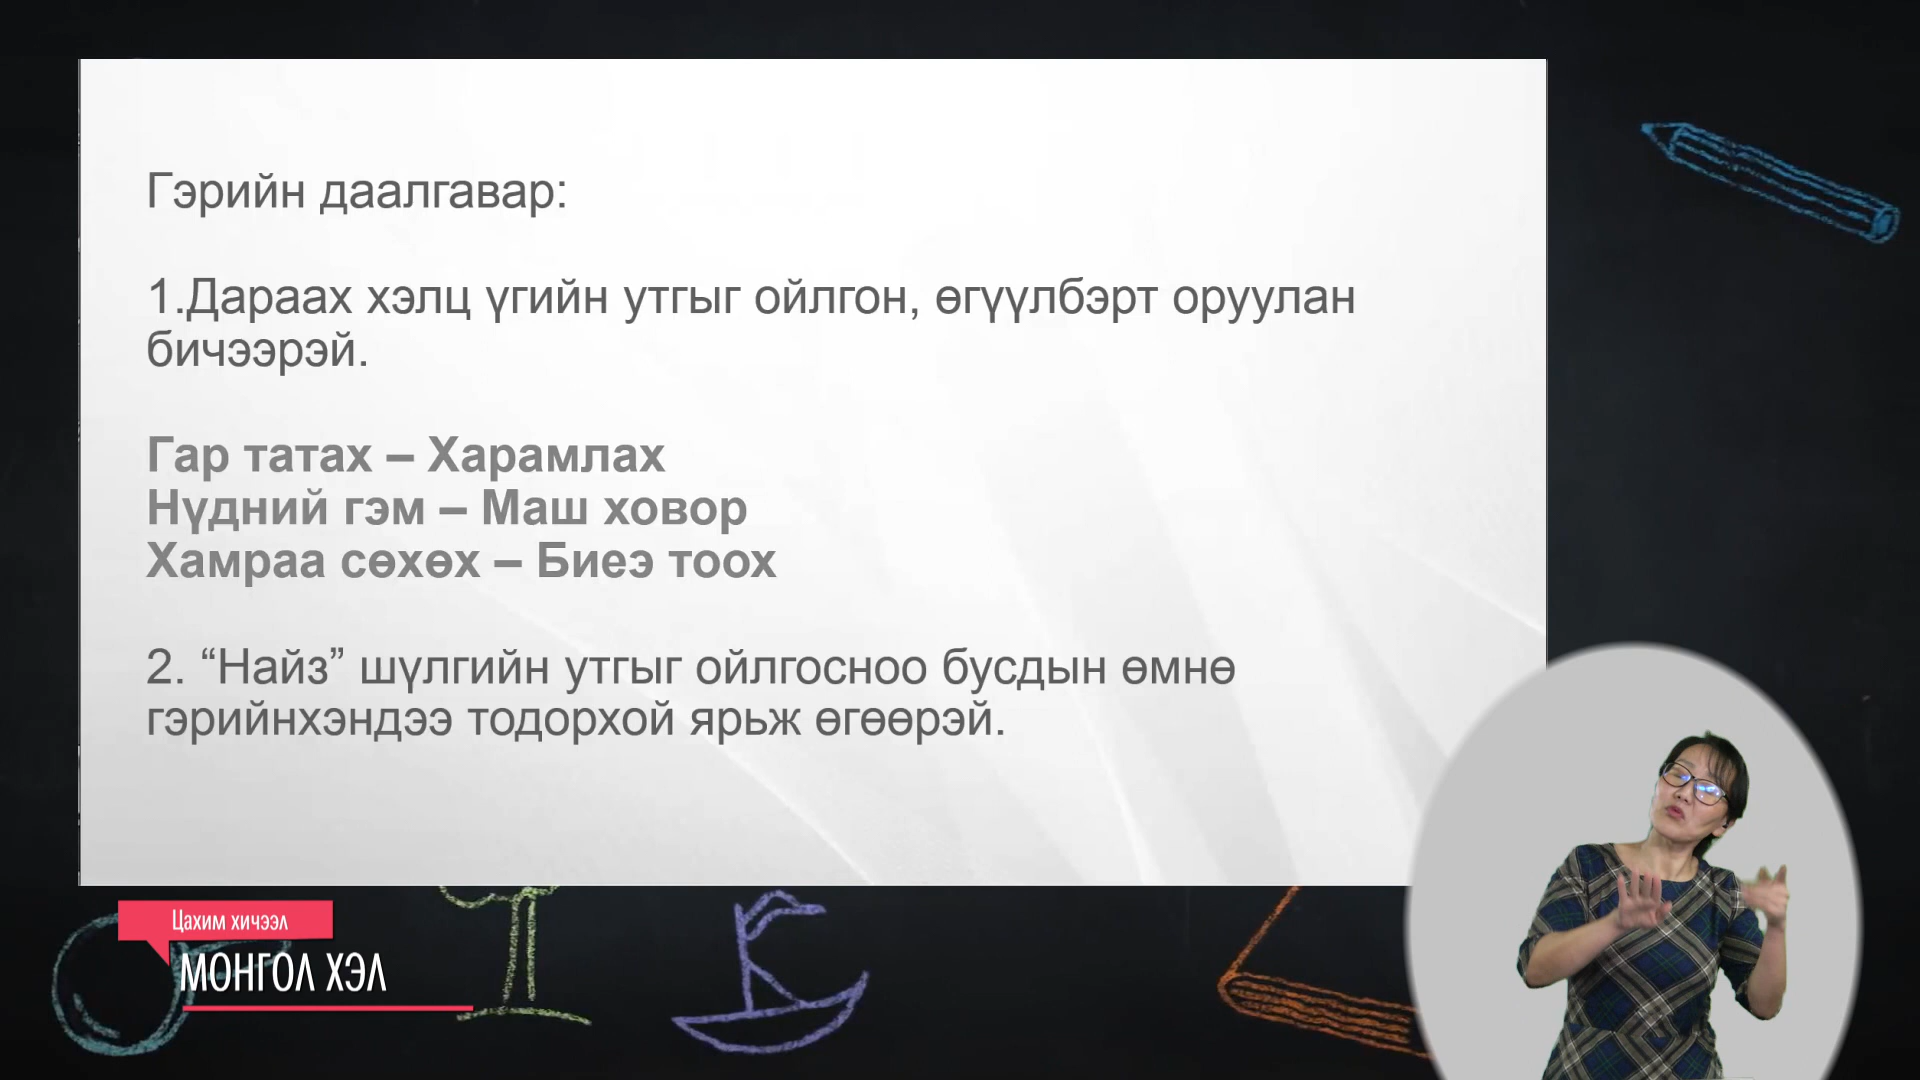 Гэрийн даалгавар:
1.Дараах хэлц үгийн утгыг ойлгон, өгүүлбэрт оруулан
бичээрэй.
Гар татах – Харамлах
Нүдний гэм – Маш ховор
Хамраа сөхөх – Биеэ тоох
2. “Найз” шүлгийн утгыг ойлгосноо бусдын өмнө
гэрийнхэндээ тодорхой ярьж өгөөрэй.
Цахим хичээл
МОНГОЛ ХЭЛ